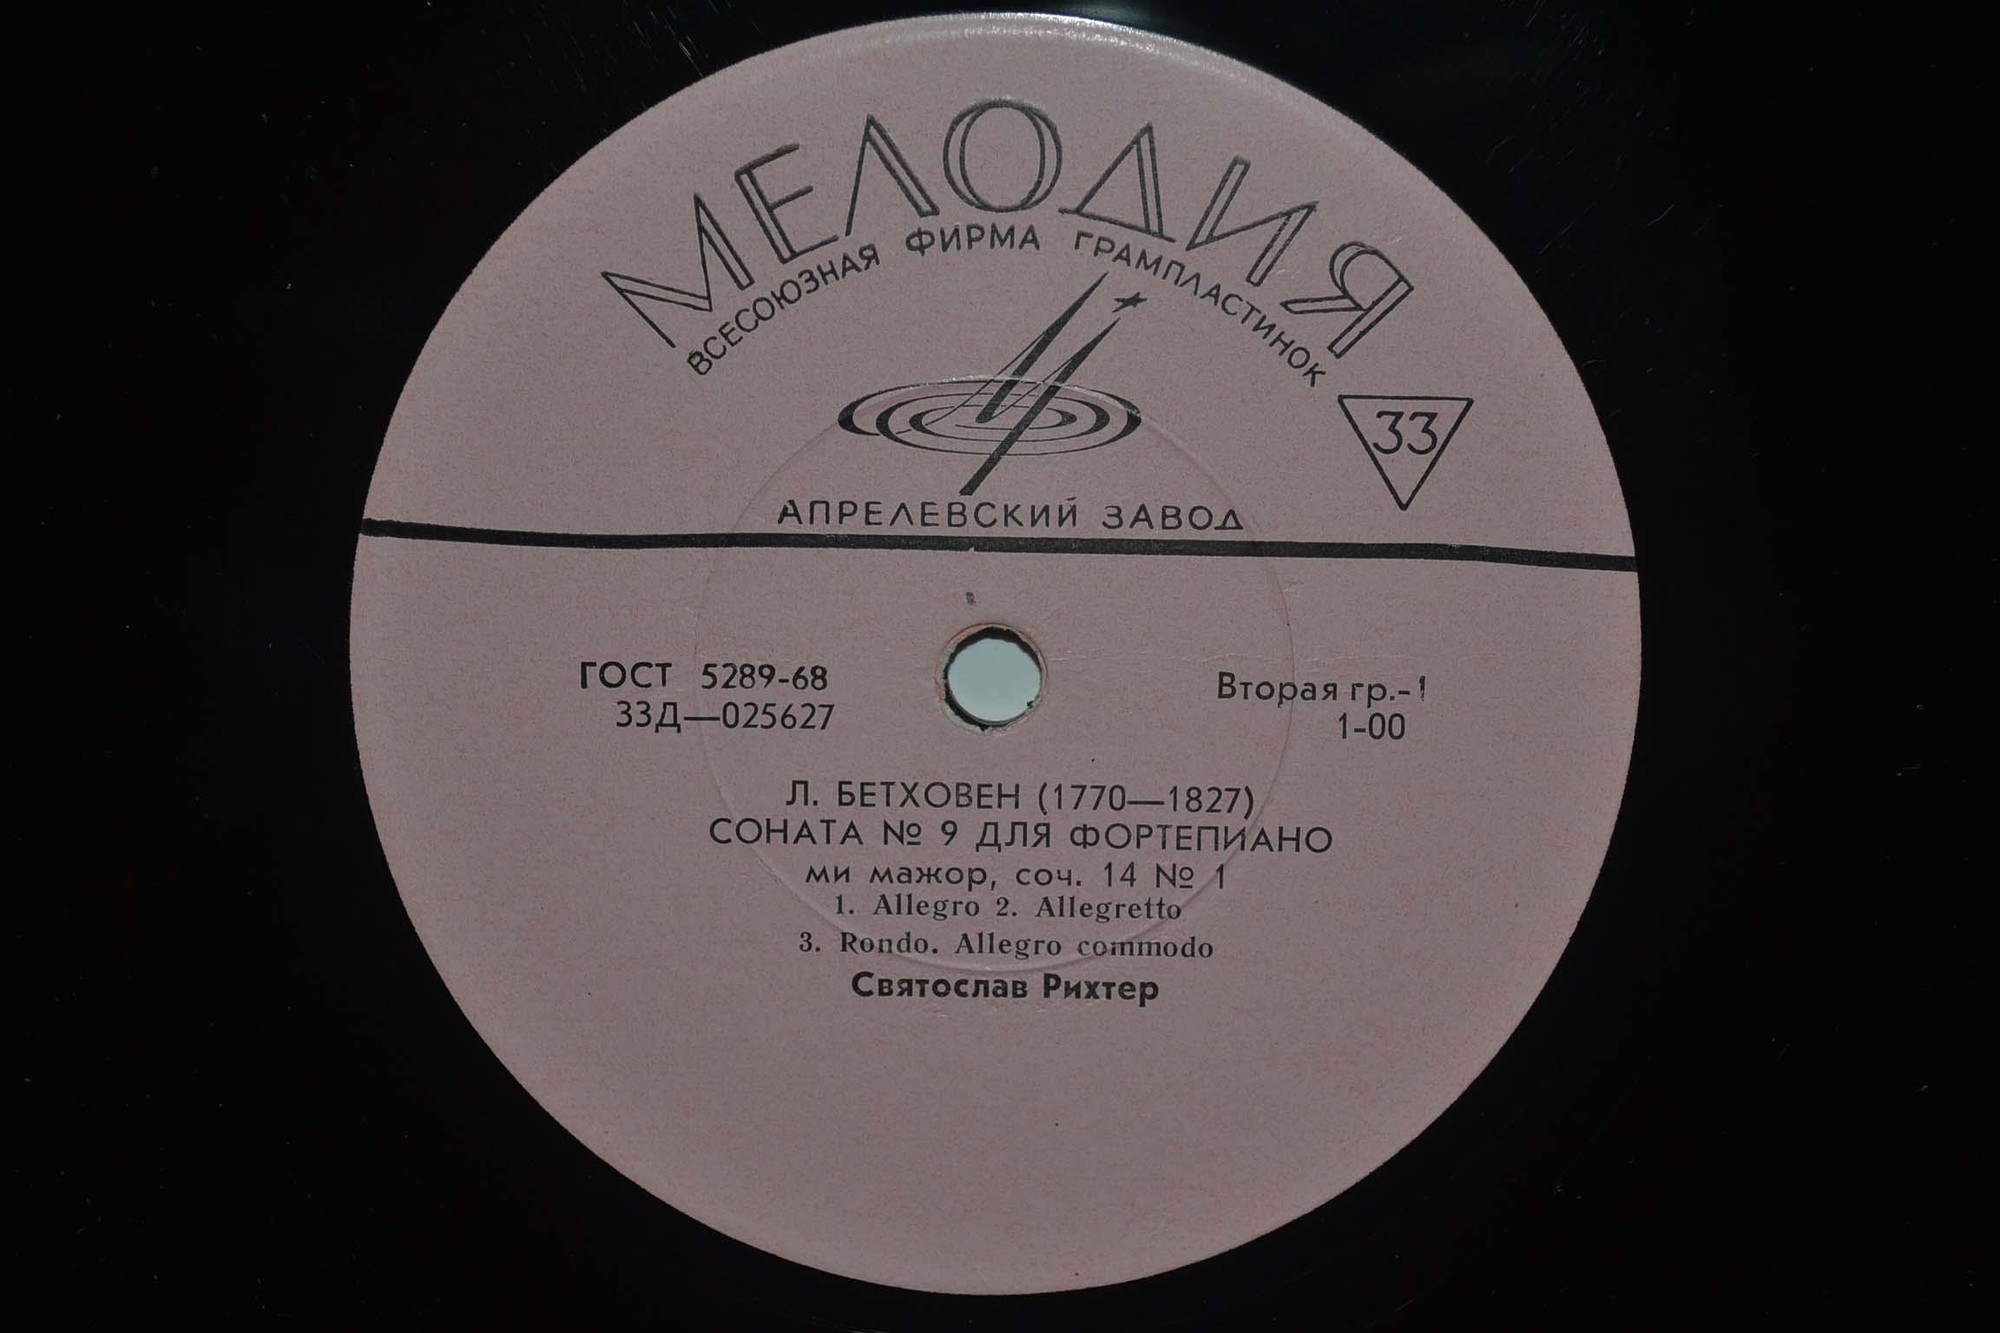 МЕЛОДИЯ
ВСЕСОЮЗНАЯ ФИРМА ГРАМПЛАСТИНОК
33
АПРЕЛЕВСКИЙ ЗАВОД
ГОСТ 5289-68
33Д—025627
Вторая гр.-1
1-00
Л. БЕТХОВЕН (1770—1827)
СОНАТА № 9 ДЛЯ ФОРТЕПИАНО
ми мажор, соч. 14 № 1
1. Allegro 2. Allegretto
3. Rondo. Allegro commodo
Святослав Рихтер